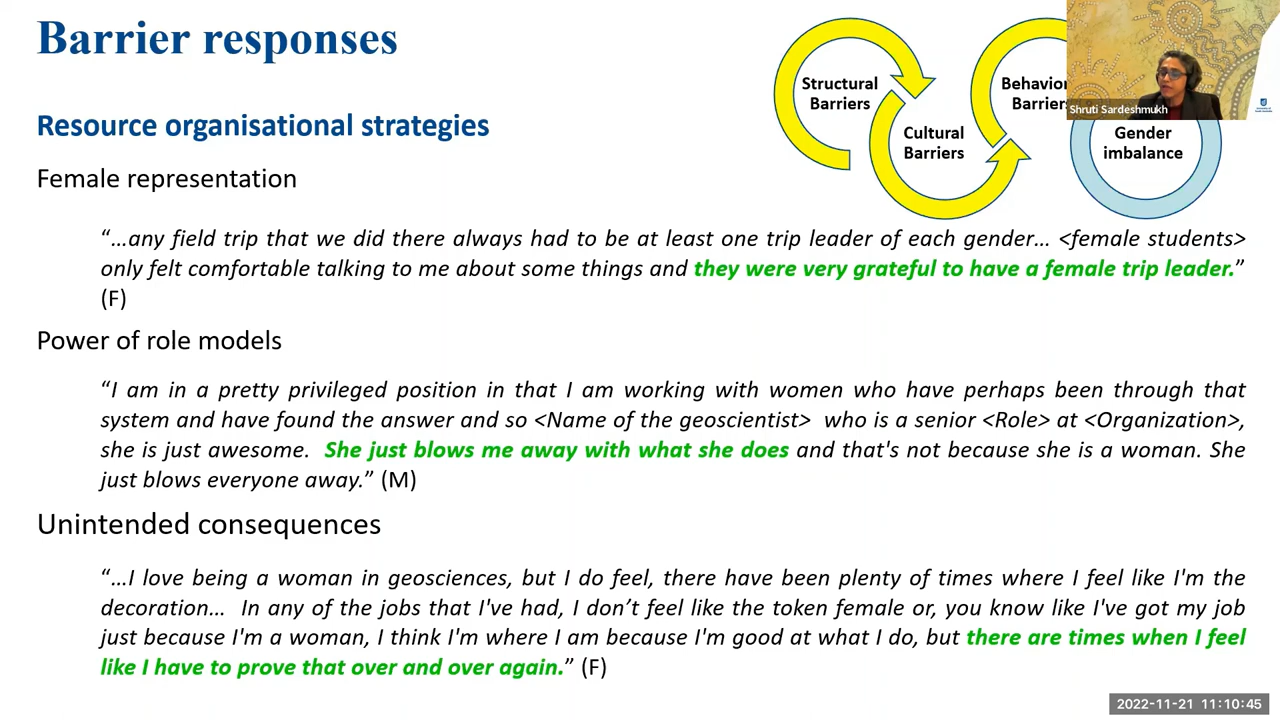 Barrier responses
Structural
Barriers
Cultural
Barriers
Behavior
Barriers
Gender
imbalance
Shruti Sardeshmukh
Resource organisational strategies
Female representation
“…any field trip that we did there always had to be at least one trip leader of each gender… <female students>
only felt comfortable talking to me about some things and they were very grateful to have a female trip leader.”
(F)
Power of role models
“I am in a pretty privileged position in that I am working with women who have perhaps been through that
system and have found the answer and so <Name of the geoscientist> who is a senior <Role> at <Organization>,
she is just awesome. She just blows me away with what she does and that's not because she is a woman. She
just blows everyone away.” (M)
Unintended consequences
“…I love being a woman in geosciences, but I do feel, there have been plenty of times where I feel like I'm the
decoration… In any of the jobs that I've had, I don’t feel like the token female or, you know like I've got my job
just because I'm a woman, I think I'm where I am because I'm good at what I do, but there are times when I feel
like I have to prove that over and over again.” (F)
2022-11-21 11:10:45